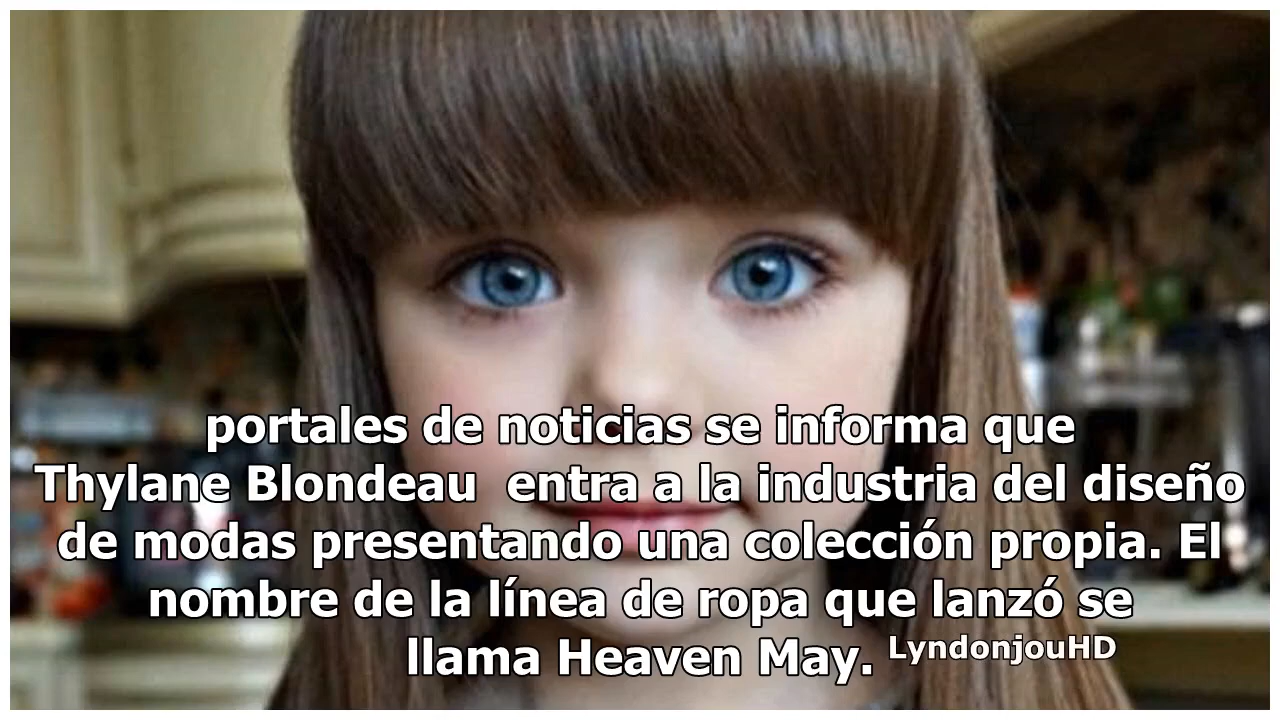 portales de noticias se informa que
Thylane Blondeau  entra a la industria del diseño
de modas presentando una colección propia. El
nombre de la línea de ropa que lanzó se
llama Heaven May. LyndonjouHD